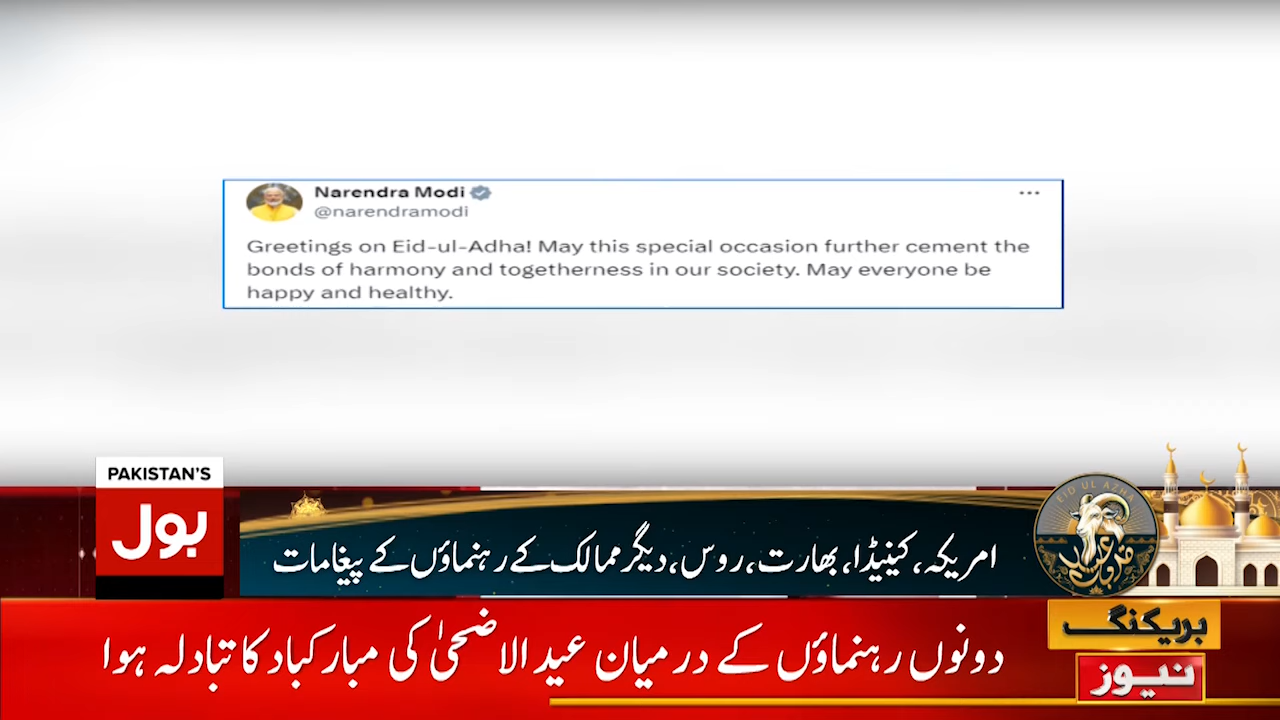 Narendra Modi
@narendramodi
Greetings on Eid-ul-Adha! May this special occasion further cement the
bonds of harmony and togetherness in our society. May everyone be
happy and healthy.
PAKISTAN'S
بول
EID UL AZHA
عید قرباں
امریکہ، کینیڈا، بھارت، روس، دیگر ممالک کے رہنماؤں کے پیغامات
بریکنگ
نیوز
دونوں رہنماؤں کے درمیان عید الاضحیٰ کی مبارکباد کا تبادلہ ہوا